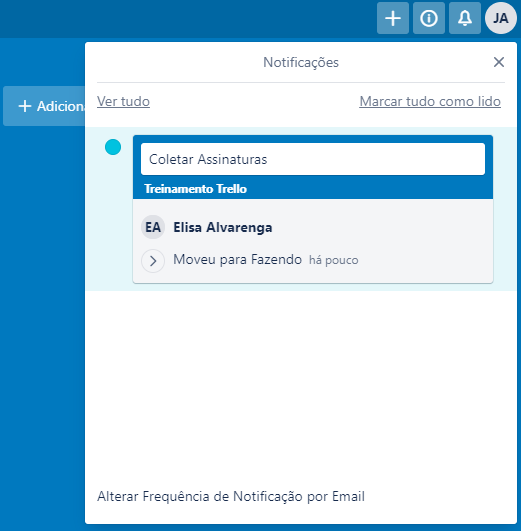 JA
Notificações
Ver tudo Marcar tudo como lido
Adicion
Coletar Assinaturas
Treinamento Trello
EA Elisa Alvarenga
Moveu para Fazendo há pouco
Alterar Frequência de Notificação por Email